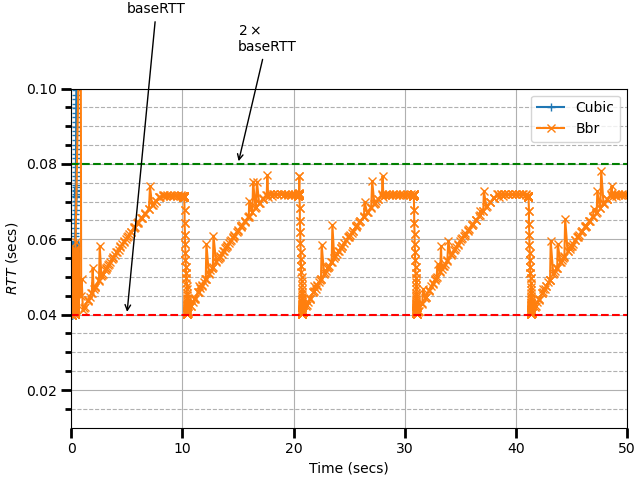 baseRTT
2 ×
baseRTT
Cubic
Bbr
0.10
0.08
0.06
0.04
0.02
RTT (secs)
0 10 20 30 40 50
Time (secs)